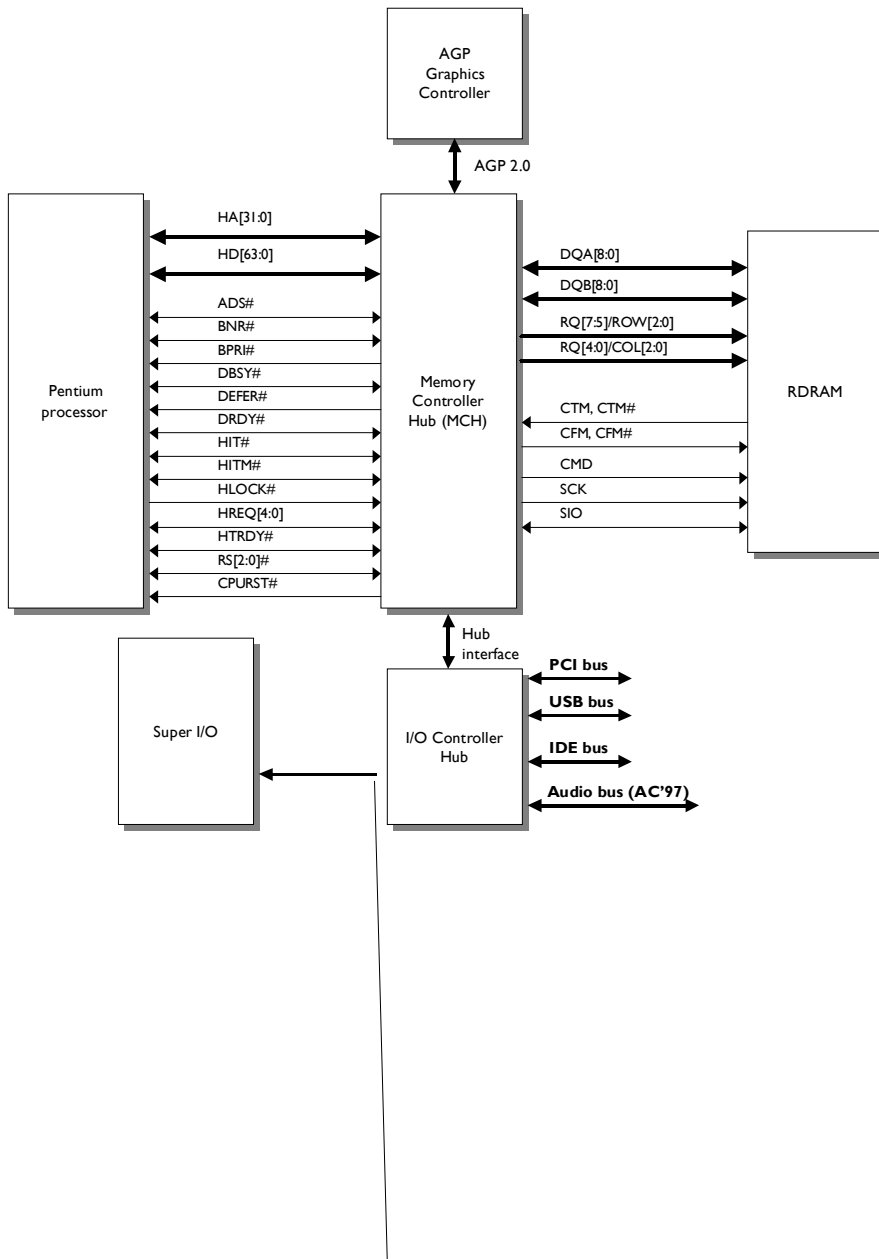 AGP
Graphics
Controller
AGP 2.0
HA[31:0]
HD[63:0]
ADS#
BNR#
BPRI#
DBSY#
DEFER#
DRDY#
HIT#
HITM#
HLOCK#
HREQ[4:0]
HTRDY#
RS[2:0]#
CPURST#
Pentium
processor
Memory
Controller
Hub (MCH)
DQA[8:0]
DQB[8:0]
RQ[7:5]/ROW[2:0]
RQ[4:0]/COL[2:0]
CTM, CTM#
CFM, CFM#
CMD
SCK
SIO
RDRAM
Hub
interface
Super I/O
I/O Controller
Hub
PCI bus
USB bus
IDE bus
Audio bus (AC'97)